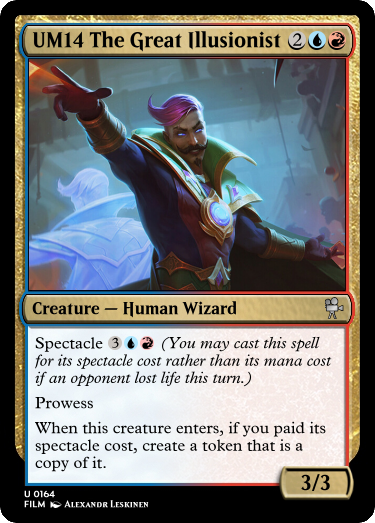 UM14 The Great Illusionist 2
Creature — Human Wizard
Spectacle 3 (You may cast this spell
for its spectacle cost rather than its mana cost
if an opponent lost life this turn.)
Prowess
When this creature enters, if you paid its
spectacle cost, create a token that is a
copy of it.
3/3
U 0164
FILM Alexandr Leskinen